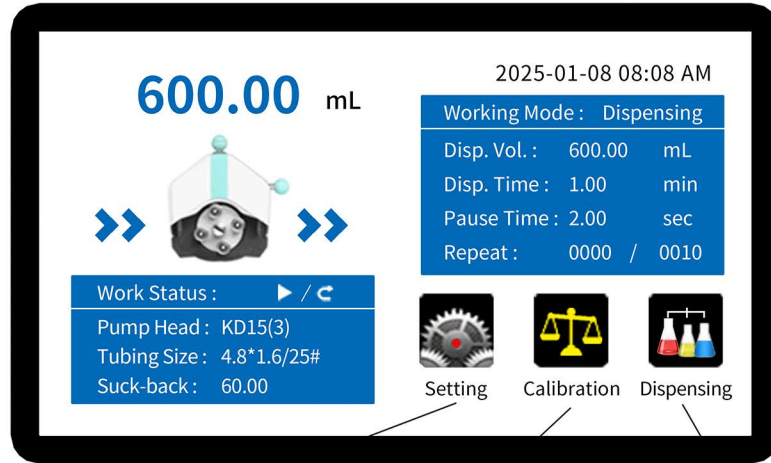 600.00 mL
2025-01-08 08:08 AM
Working Mode : Dispensing
Disp. Vol. : 600.00 mL
Disp. Time : 1.00 min
Pause Time : 2.00 sec
Repeat : 0000 / 0010
Work Status :
Pump Head : KD15(3)
Tubing Size : 4.8*1.6/25#
Suck-back : 60.00
Setting
Calibration
Dispensing